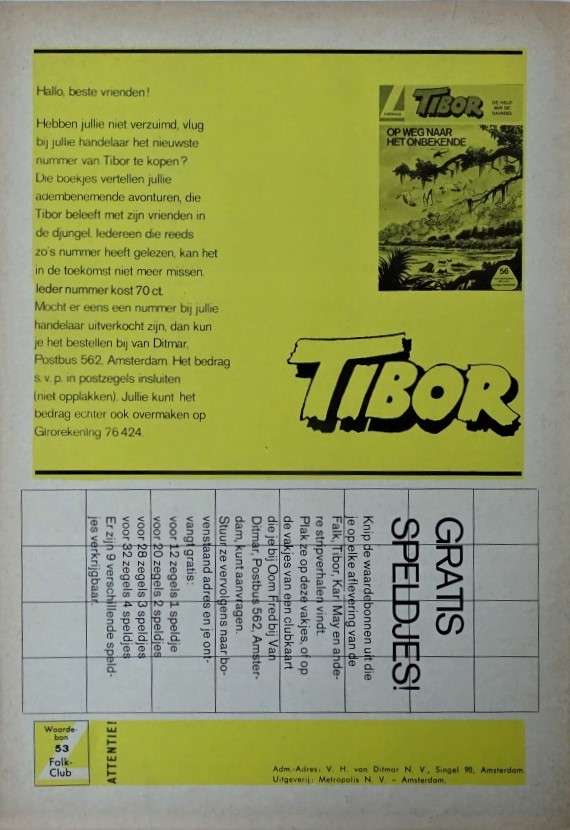 Hallo, beste vrienden!
Hebben jullie niet verzuimd, vlug
bij jullie handelaar het nieuwste
nummer van Tibor te kopen?
Die boekjes vertellen jullie
adembenemende avonturen, die
Tibor beleeft met zijn vrienden in
de djungel. Iedereen die reeds
zo's nummer heeft gelezen, kan het
in de toekomst niet meer missen.
Ieder nummer kost 70 ct.
Mocht er eens een nummer bij jullie
handelaar uitverkocht zijn, dan kun
je het bestellen bij van Ditmar,
Postbus 562, Amsterdam. Het bedrag
s.v.p. in postzegels insluiten
(niet opplakken). Jullie kunt het
bedrag echter ook overmaken op
Girorekening 76424.
TIBOR
DE HELD
VAN DE
DJUNGEL
OP WEG NAAR
HET ONBEKENDE
56
TIBOR
GRATIS
SPELDJES!
Knip de waardebonnen uit die
je op elke aflevering van de
Falk, Tibor, Karl May en ande-
re stripverhalen vindt.
Plak ze op deze vakjes, of op
de vakjes van een clubkaart
die je bij Oom Fred bij Van
Ditmar, Postbus 562, Amster-
dam, kunt aanvragen.
Stuur ze vervolgens naar bo-
venstaand adres en je ont-
vangt gratis:
voor 12 zegels 1 speldje
voor 20 zegels 2 speldjes
voor 28 zegels 3 speldjes
voor 32 zegels 4 speldjes
Er zijn 9 verschillende speld-
jes verkrijgbaar.
Waarde-
bon
53
Falk-
Club
ATTENTIE!
Adm.-Adres: V. H. van Ditmar N. V., Singel 90, Amsterdam.
Uitgeverij: Metropolis N. V. – Amsterdam.